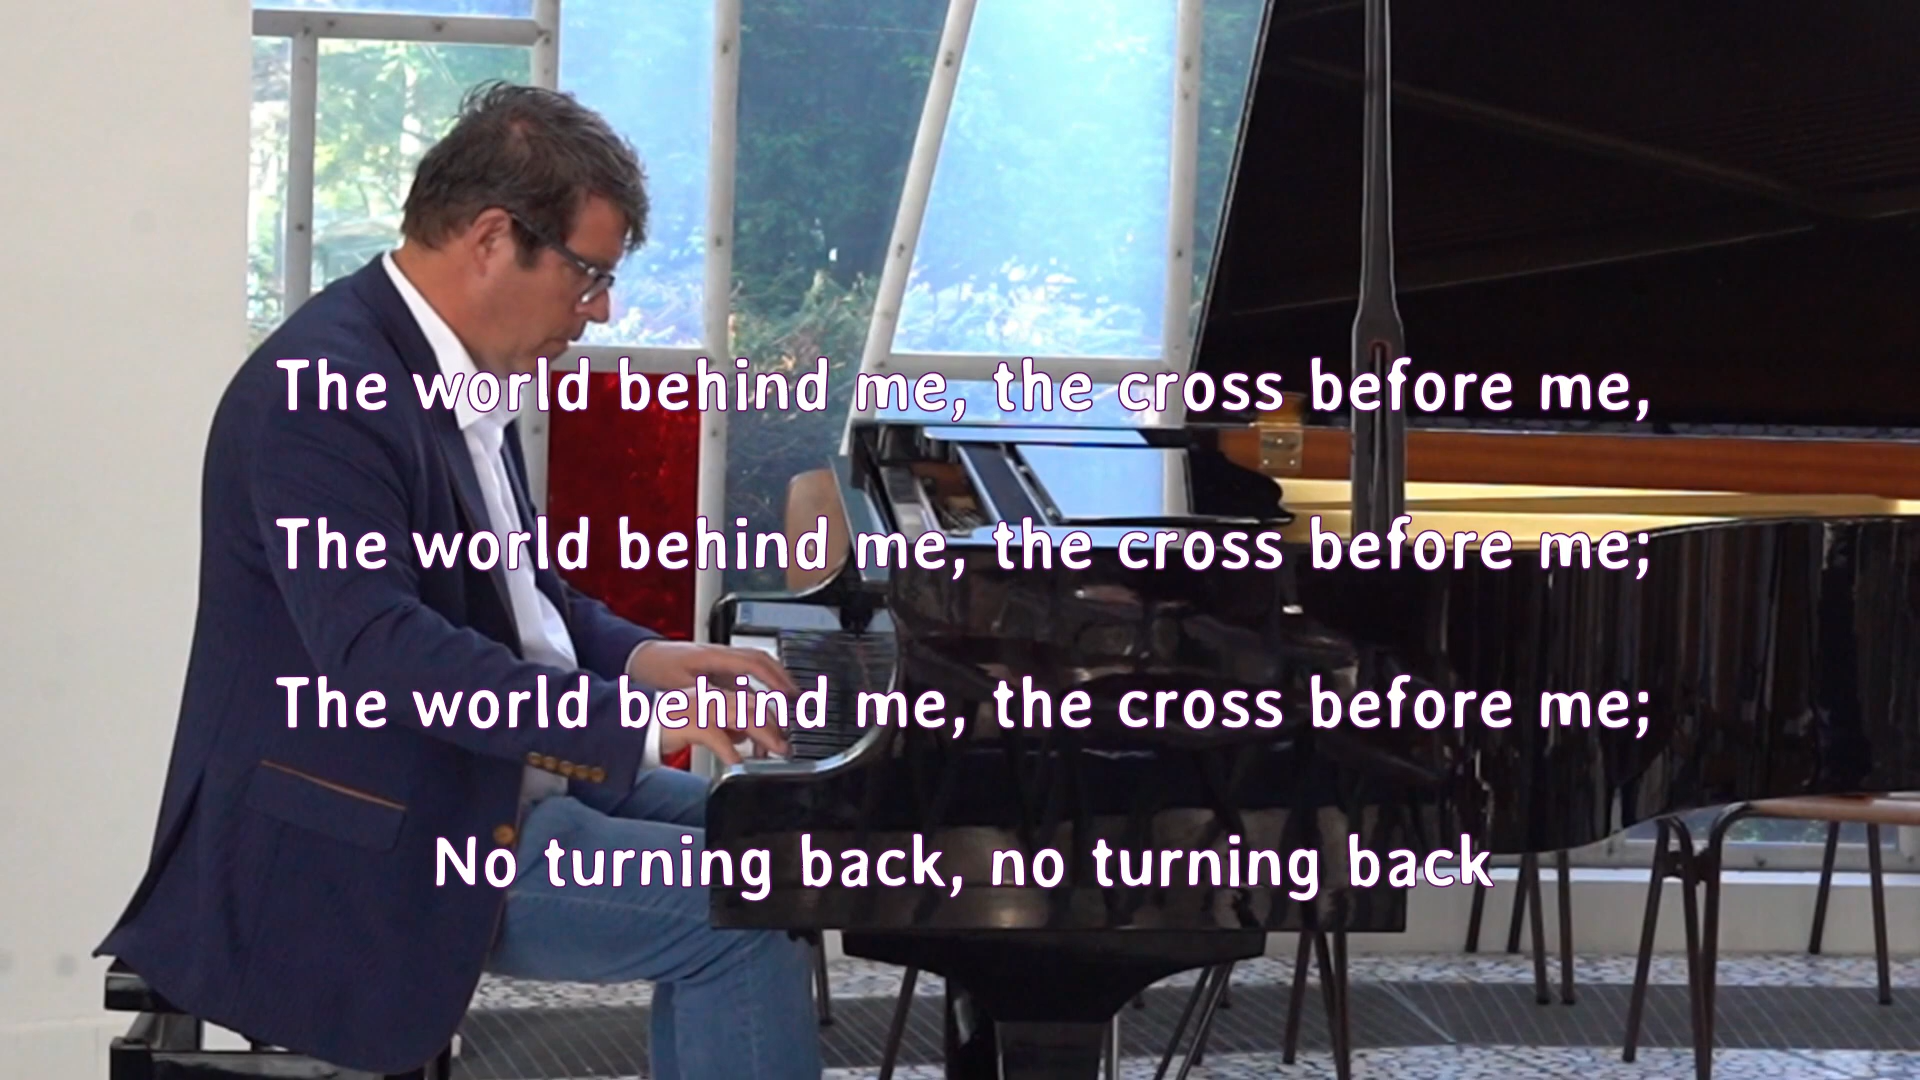 The world behind me, the cross before me,
The world behind me, the cross before me;
The world behind me, the cross before me;
No turning back, no turning back